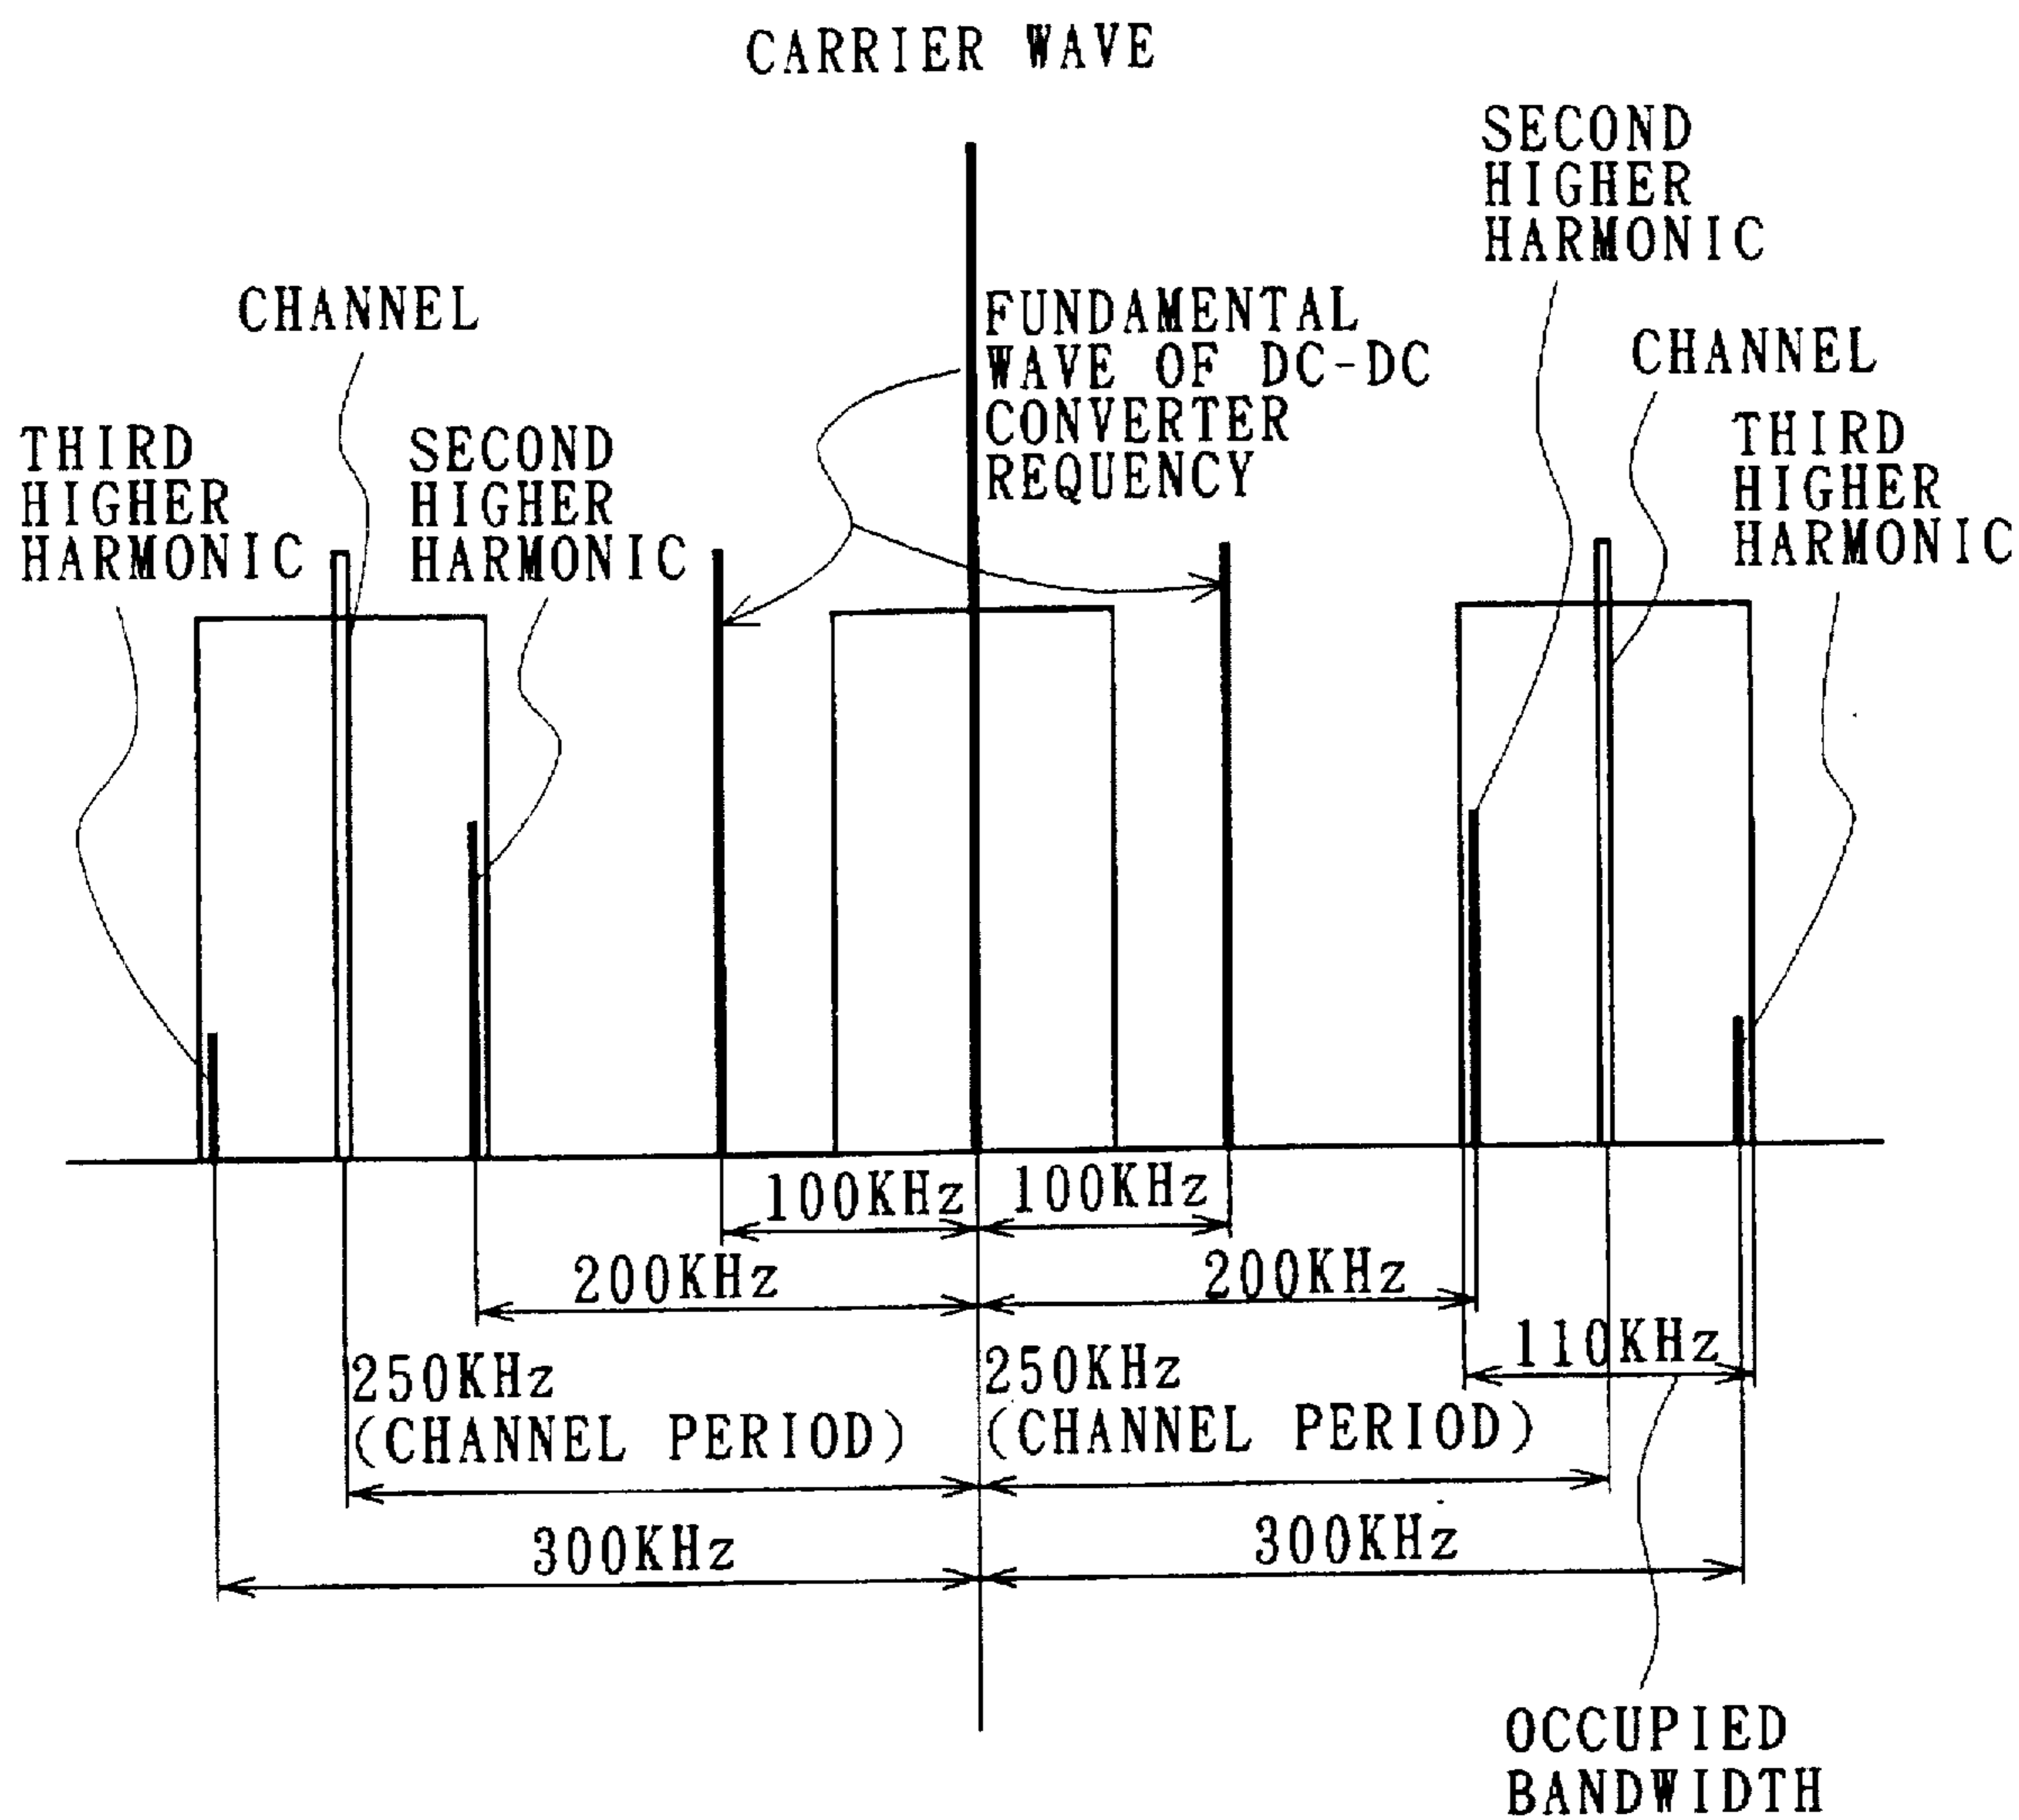 CARRIER WAVE
SECOND
HIGHER
HARMONIC
CHANNEL
FUNDAMENTAL
WAVE OF DC-DC
CONVERTER
REQUENCY
CHANNEL
THIRD
HIGHER
HARMONIC
SECOND
HIGHER
HARMONIC
THIRD
HIGHER
HARMONIC
100KHz
100KHz
200KHz
200KHz
110KHz
250KHz
(CHANNEL PERIOD)
250KHz
(CHANNEL PERIOD)
300KHz
300KHz
OCCUPIED
BANDWIDTH